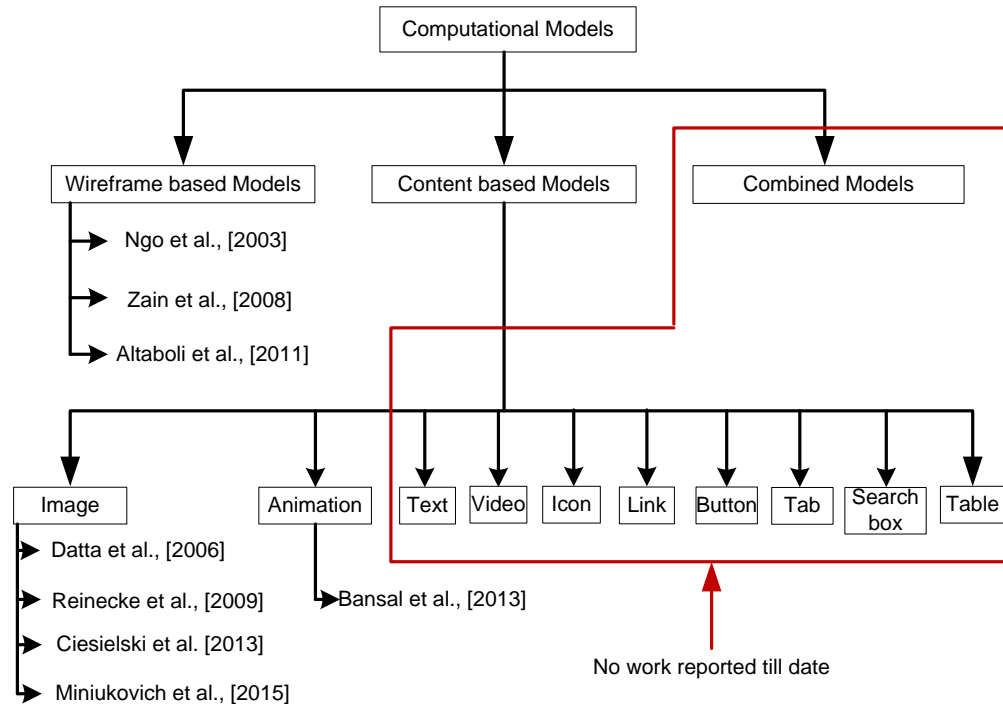 Computational Models
Wireframe based Models
Content based Models
Combined Models
Ngo et al., [2003]
Zain et al., [2008]
Altaboli et al., [2011]
Image
Animation
Text
Video
Icon
Link
Button
Tab
Search
box
Table
Datta et al., [2006]
Reinecke et al., [2009]
Ciesielski et al. [2013]
Miniukovich et al., [2015]
Bansal et al., [2013]
No work reported till date